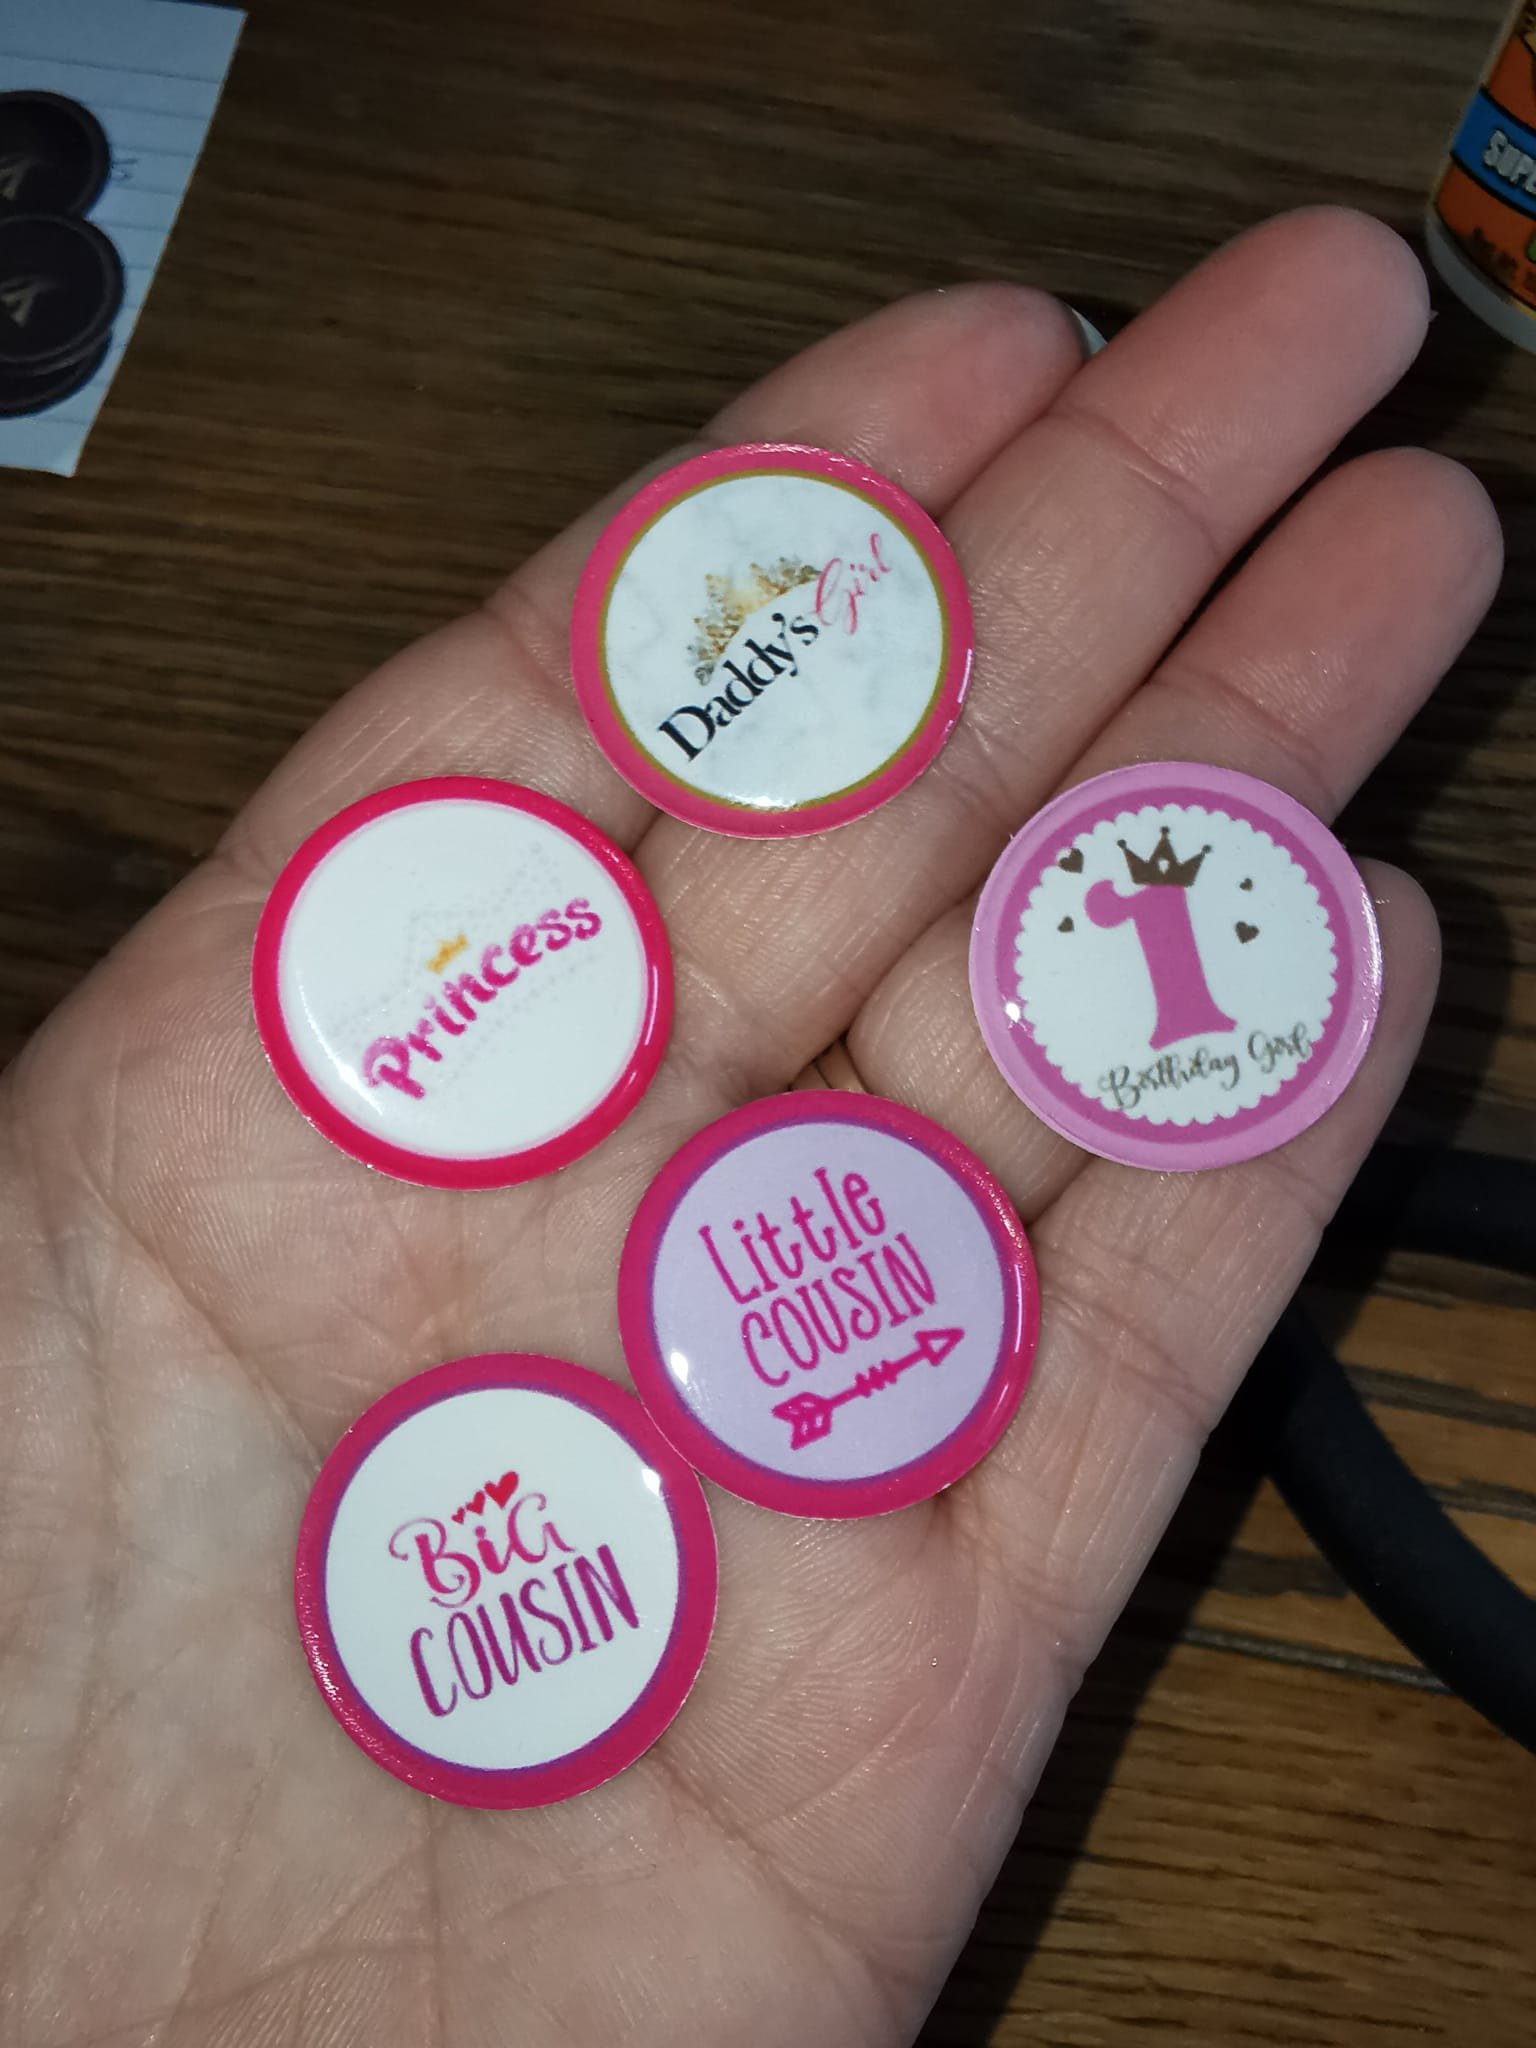 Daddy's Girl
Princess
1
Birthday Girl
Little
COUSIN
BiG
COUSIN